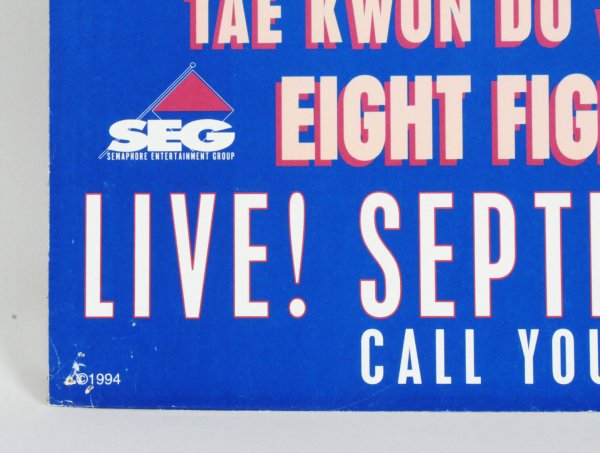 TAE KWON DO
SEG
SEMAPHORE ENTERTAINMENT GROUP
EIGHT FIG
LIVE! SEPT
CALL YOU
©1994